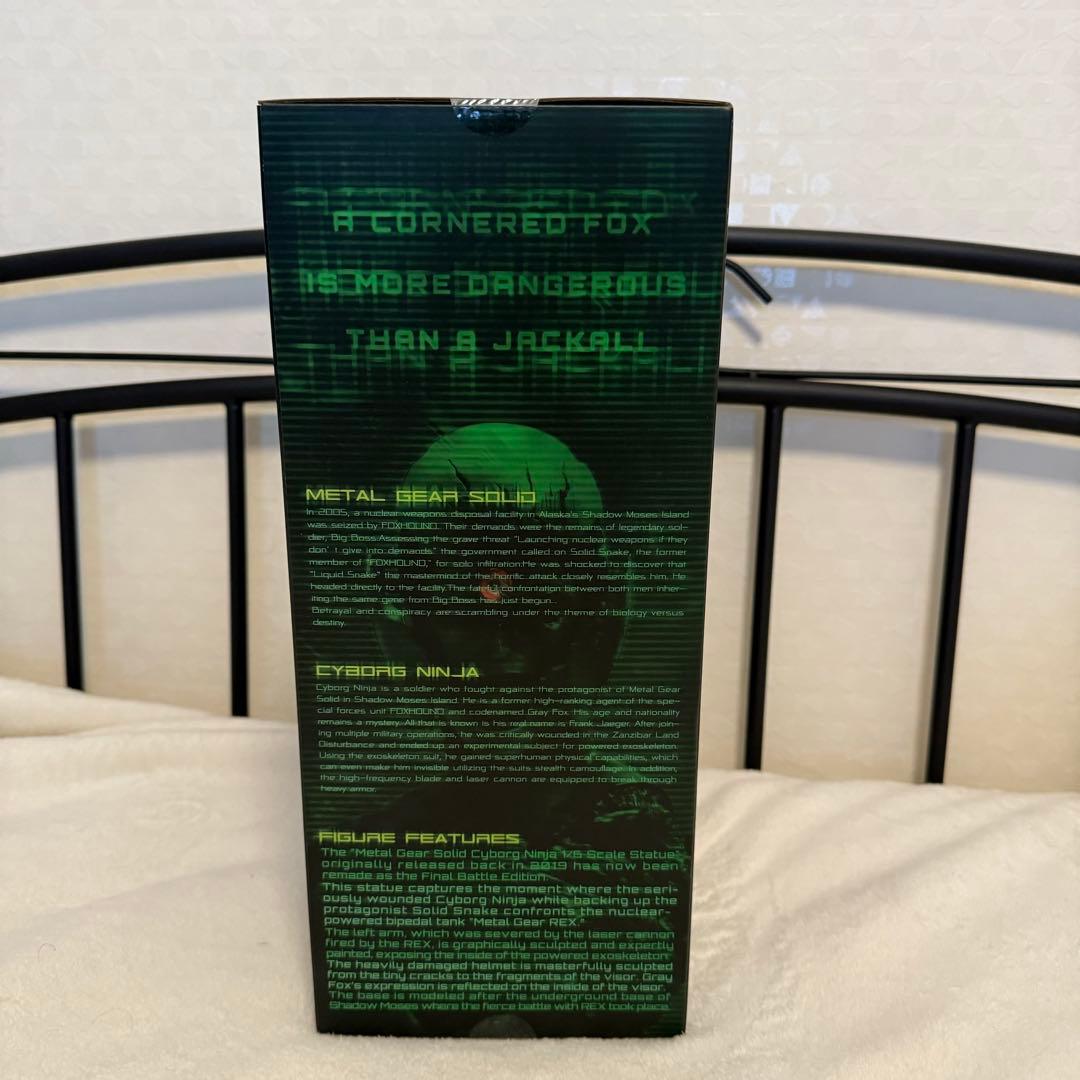 A CORNERED FOX
IS MORE DANGEROUS
THAN A JACKAL!
METAL GEAR SOLID
In 2005, a nuclear weapons disposal facility in Alaska's Shadow Moses Island
was seized by FOXHOUND. Their demands were the remains of legendary sol-
dier, Big Boss.Assessing the grave threat "Launching nuclear weapons if they
don't give into demands" the government called on Solid Snake, the former
member of "FOXHOUND," for solo infiltration.He was shocked to discover that
"Liquid Snake" the mastermind of the horrific attack closely resembles him. He
headed directly to the facility.The fateful confrontation between both men inher-
iting the same gene from Big Boss has just begun...
Betrayal and conspiracy are scrambling under the theme of biology versus
destiny.
CYBORG NINJA
Cyborg Ninja is a soldier who fought against the protagonist of Metal Gear
Solid in Shadow Moses Island. He is a former high-ranking agent of the spe-
cial forces unit FOXHOUND and codenamed Gray Fox. His age and nationality
remains a mystery. All that is known is his real name is Frank Jaeger. After join-
ing multiple military operations, he was critically wounded in the Zanzibar Land
Disturbance and ended up an experimental subject for powered exoskeleton.
Using the exoskeleton suit, he gained superhuman physical capabilities, which
can even make him invisible utilizing the suits stealth camouflage. In addition,
the high-frequency blade and laser cannon are equipped to break through
heavy armor.
FIGURE FEATURES
The "Metal Gear Solid Cyborg Ninja 1/6 Scale Statue"
originally released back in 2019 has now been
remade as the Final Battle Edition.
This statue captures the moment where the seri-
ously wounded Cyborg Ninja while backing up the
protagonist Solid Snake confronts the nuclear-
powered bipedal tank "Metal Gear REX."
The left arm, which was severed by the laser cannon
fired by the REX, is graphically sculpted and expertly
painted, exposing the inside of the powered exoskeleton.
The heavily damaged helmet is masterfully sculpted
from the tiny cracks to the fragments of the visor. Gray
Fox's expression is reflected on the inside of the visor.
The base is modeled after the underground base of
Shadow Moses where the fierce battle with REX took place.